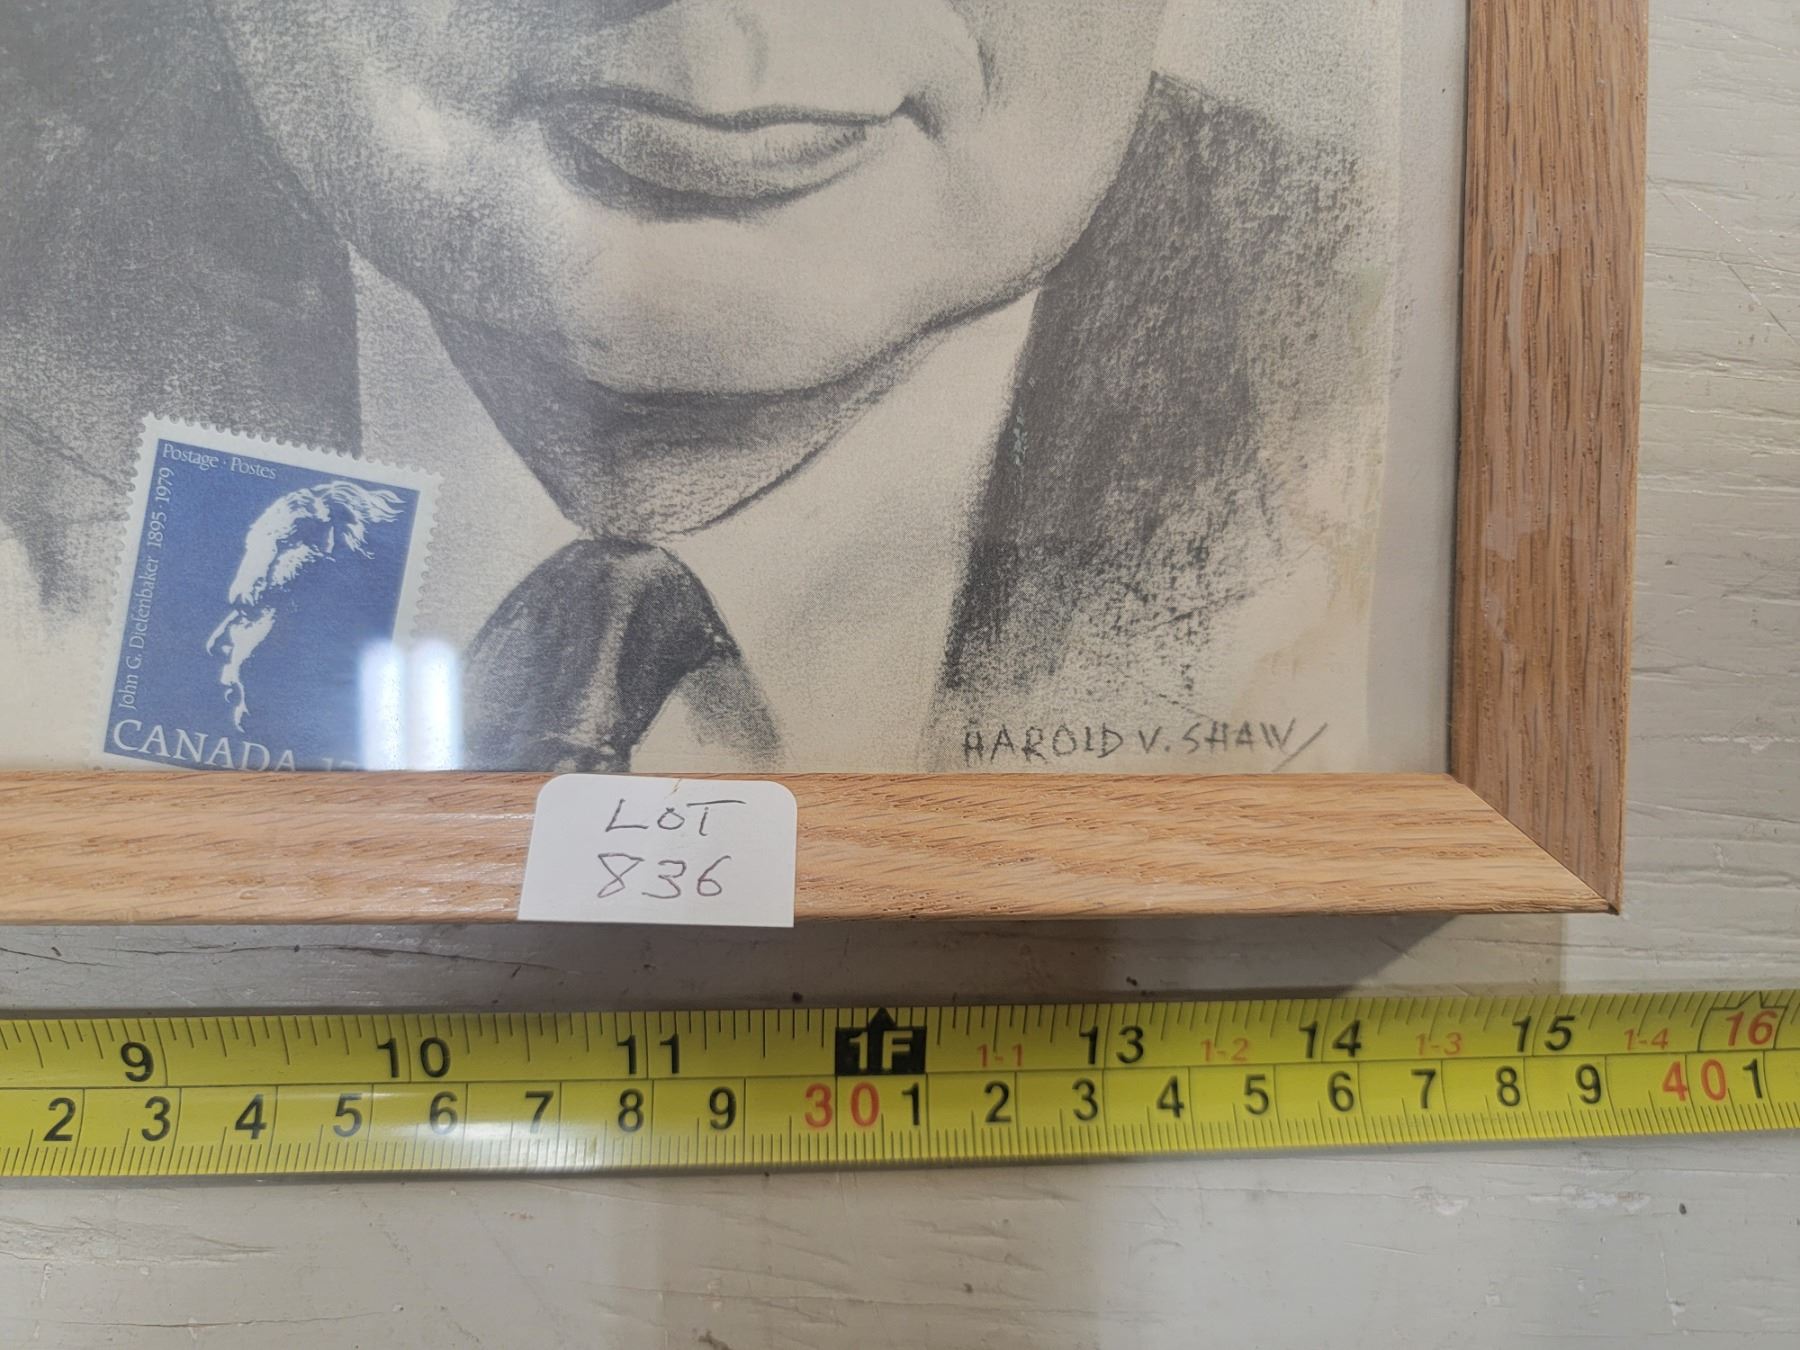 Postage · Postes
John G. Diefenbaker 1895-1979
CANADA
HAROLD V. SHAW
LOT
836
9 10 11 1F 1-1 13 1-2 14 1-3 15 1-4 16
2 3 4 5 6 7 8 9 30 1 2 3 4 5 6 7 8 9 40 1